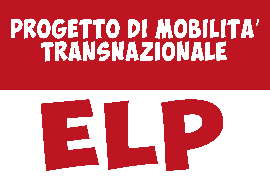 PROGETTO DI MOBILITA'
TRANSNAZIONALE
ELP